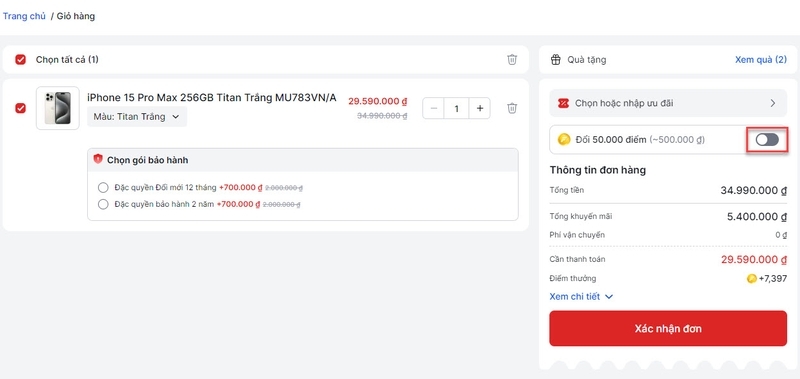 Trang chủ / Giỏ hàng
Chọn tất cả (1)
iPhone 15 Pro Max 256GB Titan Trắng MU783VN/A
Màu: Titan Trắng
29.590.000 ₫
34.990.000 ₫
1
Chọn gói bảo hành
Đặc quyền Đổi mới 12 tháng +700.000 ₫ 2.000.000 ₫
Đặc quyền bảo hành 2 năm +700.000 ₫ 2.000.000 ₫
Quà tặng Xem quà (2)
Chọn hoặc nhập ưu đãi
Đổi 50.000 điểm (~500.000 ₫)
Thông tin đơn hàng
Tổng tiền 34.990.000 ₫
Tổng khuyến mãi 5.400.000 ₫
Phí vận chuyển 0 ₫
Cần thanh toán 29.590.000 ₫
Điểm thưởng +7,397
Xem chi tiết
Xác nhận đơn